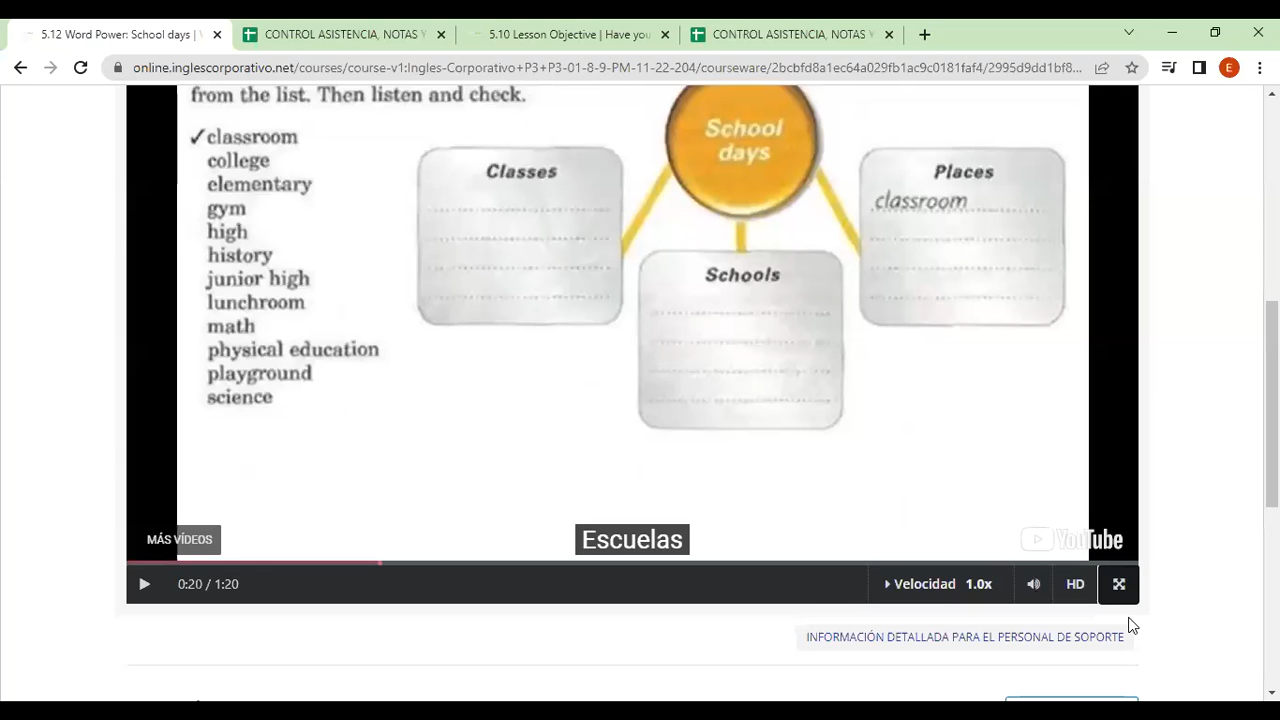 5.12 Word Power: School days |
CONTROL ASISTENCIA, NOTAS
5.10 Lesson Objective | Have you
CONTROL ASISTENCIA, NOTAS
online.inglescorporativo.net/courses/course-v1:Ingles-Corporativo+P3+P3-01-8-9-PM-11-22-204/courseware/2bcbfd8a1ec64a029fb1ac9c0181faf4/2995d9dd1bf8...
E
from the list. Then listen and check.
School
days
✓classroom
college
elementary
gym
high
history
junior high
lunchroom
math
physical education
playground
science
Classes
Schools
Places
classroom
MÁS VÍDEOS
Escuelas
YouTube
0:20 / 1:20
Velocidad 1.0x
HD
INFORMACIÓN DETALLADA PARA EL PERSONAL DE SOPORTE